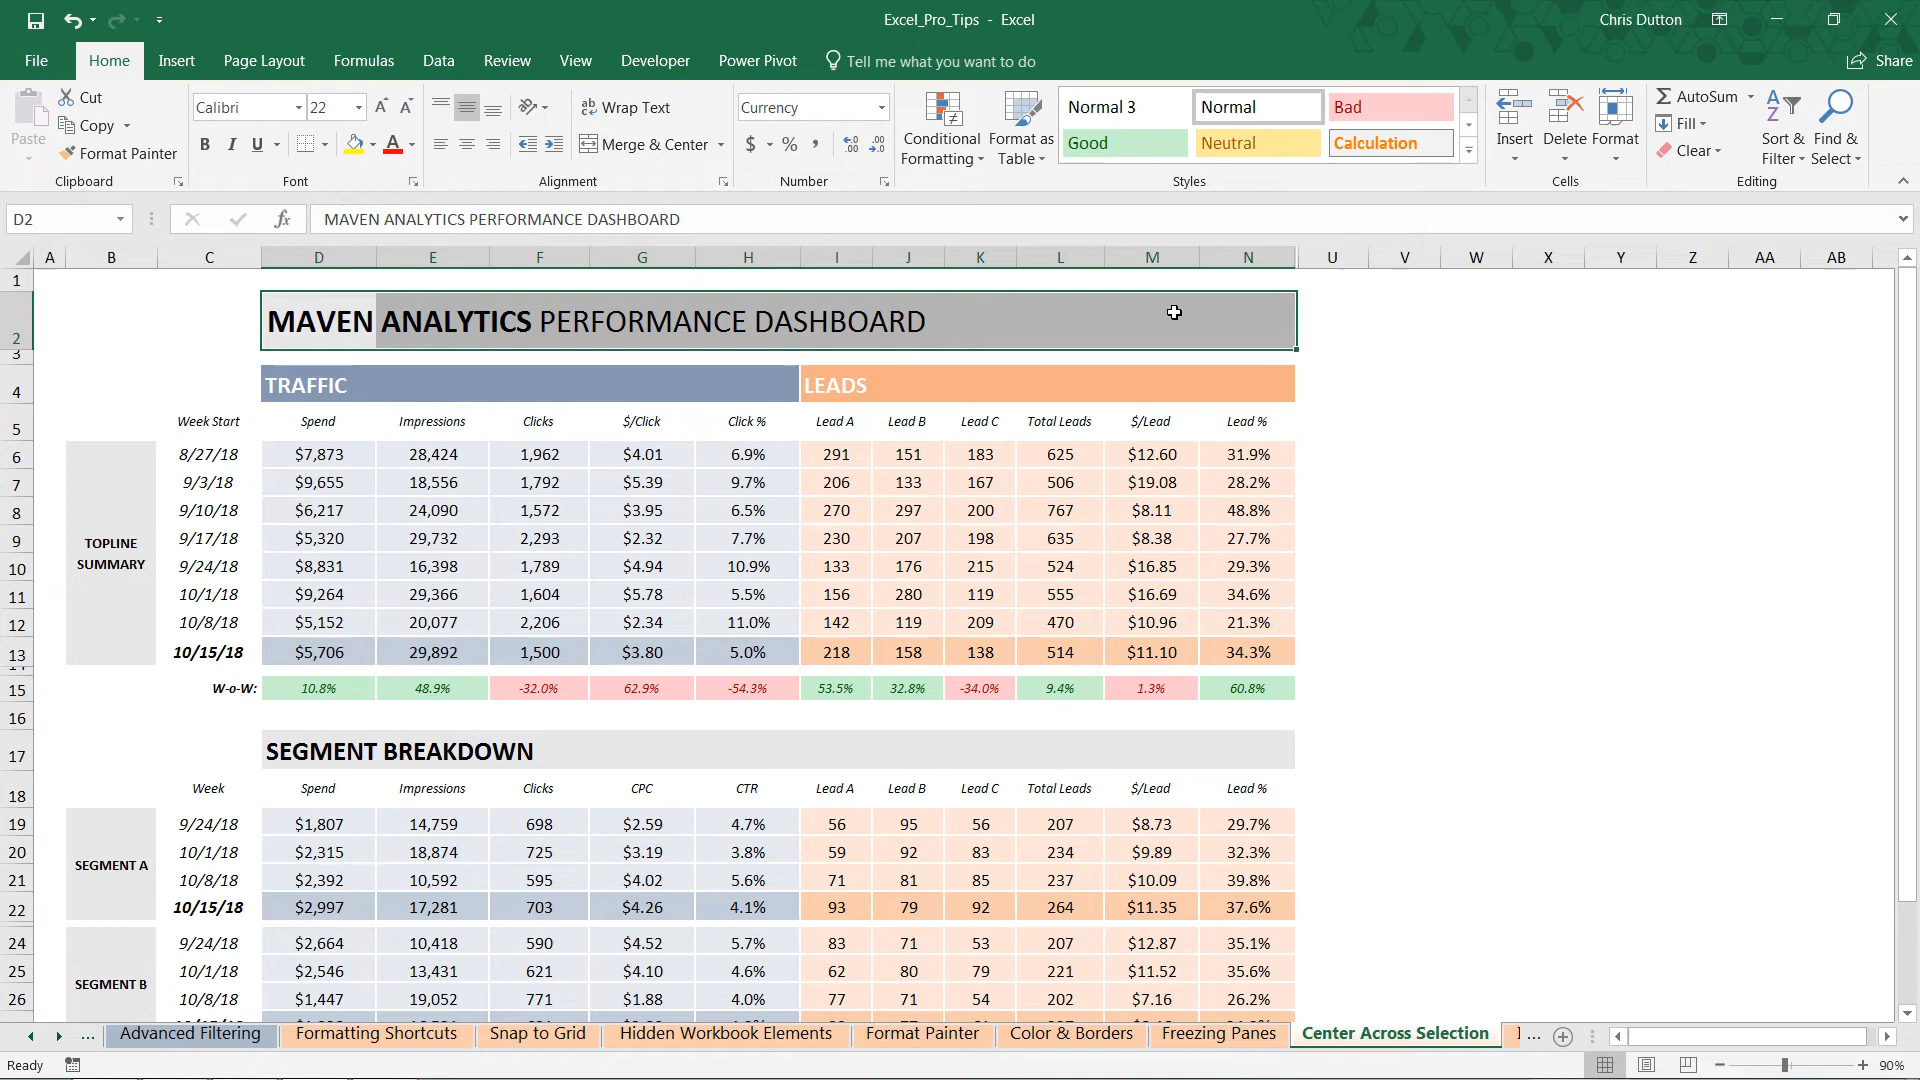 Excel_Pro_Tips - Excel
Chris Dutton
File Home Insert Page Layout Formulas Data Review View Developer Power Pivot Tell me what you want to do Share
Paste Cut Copy Format Painter Clipboard
Calibri 22 B I U A A A Font
Wrap Text Merge & Center Alignment
Currency $ % , Number
Conditional Formatting Format as Table Normal 3 Normal Bad Good Neutral Calculation Styles
Insert Delete Format Cells
AutoSum Fill Clear Sort & Filter Find & Select Editing
D2 fx MAVEN ANALYTICS PERFORMANCE DASHBOARD
A B C D E F G H I J K L M N U V W X Y Z AA AB
1
2 MAVEN ANALYTICS PERFORMANCE DASHBOARD
3
4 TRAFFIC LEADS
5 Week Start Spend Impressions Clicks $/Click Click % Lead A Lead B Lead C Total Leads $/Lead Lead %
6 8/27/18 $7,873 28,424 1,962 $4.01 6.9% 291 151 183 625 $12.60 31.9%
7 9/3/18 $9,655 18,556 1,792 $5.39 9.7% 206 133 167 506 $19.08 28.2%
8 9/10/18 $6,217 24,090 1,572 $3.95 6.5% 270 297 200 767 $8.11 48.8%
9 TOPLINE 9/17/18 $5,320 29,732 2,293 $2.32 7.7% 230 207 198 635 $8.38 27.7%
10 SUMMARY 9/24/18 $8,831 16,398 1,789 $4.94 10.9% 133 176 215 524 $16.85 29.3%
11 10/1/18 $9,264 29,366 1,604 $5.78 5.5% 156 280 119 555 $16.69 34.6%
12 10/8/18 $5,152 20,077 2,206 $2.34 11.0% 142 119 209 470 $10.96 21.3%
13 10/15/18 $5,706 29,892 1,500 $3.80 5.0% 218 158 138 514 $11.10 34.3%
15 W-o-W: 10.8% 48.9% -32.0% 62.9% -54.3% 53.5% 32.8% -34.0% 9.4% 1.3% 60.8%
16
17 SEGMENT BREAKDOWN
18 Week Spend Impressions Clicks CPC CTR Lead A Lead B Lead C Total Leads $/Lead Lead %
19 9/24/18 $1,807 14,759 698 $2.59 4.7% 56 95 56 207 $8.73 29.7%
20 SEGMENT A 10/1/18 $2,315 18,874 725 $3.19 3.8% 59 92 83 234 $9.89 32.3%
21 10/8/18 $2,392 10,592 595 $4.02 5.6% 71 81 85 237 $10.09 39.8%
22 10/15/18 $2,997 17,281 703 $4.26 4.1% 93 79 92 264 $11.35 37.6%
24 9/24/18 $2,664 10,418 590 $4.52 5.7% 83 71 53 207 $12.87 35.1%
25 SEGMENT B 10/1/18 $2,546 13,431 621 $4.10 4.6% 62 80 79 221 $11.52 35.6%
26 10/8/18 $1,447 19,052 771 $1.88 4.0% 77 71 54 202 $7.16 26.2%
... Advanced Filtering Formatting Shortcuts Snap to Grid Hidden Workbook Elements Format Painter Color & Borders Freezing Panes Center Across Selection ...
Ready 90%